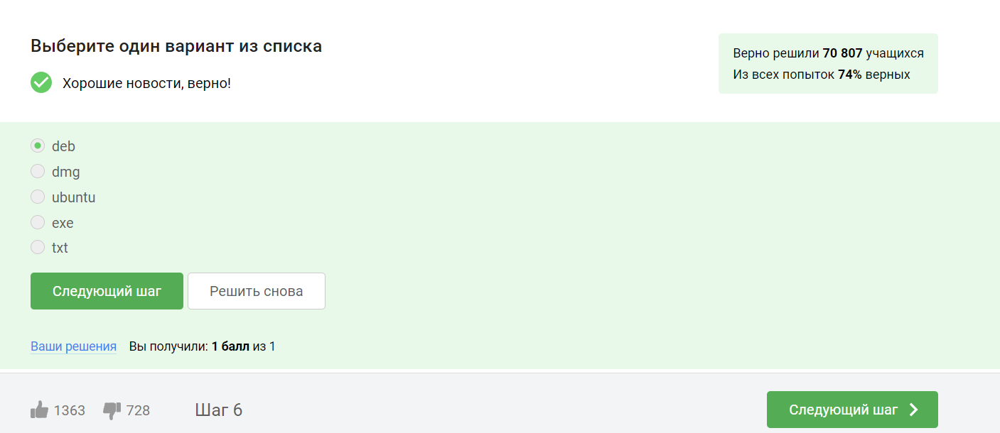 Выберите один вариант из списка
Верно решили 70 807 учащихся
Из всех попыток 74% верных
Хорошие новости, верно!
deb
dmg
ubuntu
exe
txt
Следующий шаг
Решить снова
Ваши решения Вы получили: 1 балл из 1
1363 728 Шаг 6
Следующий шаг